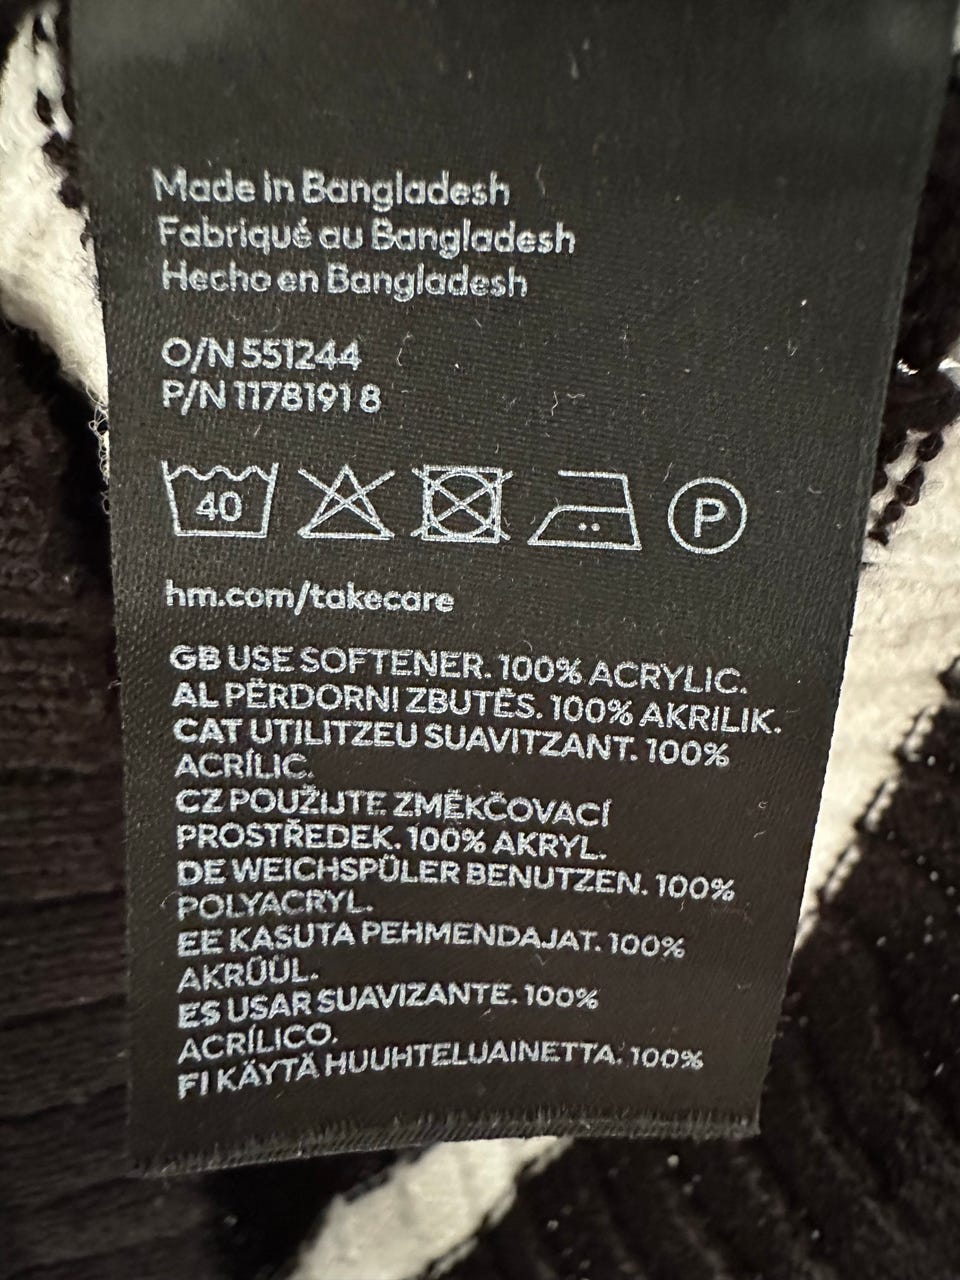 Made in Bangladesh
Fabriqué au Bangladesh
Hecho en Bangladesh
O/N 551244
P/N 11781918
40
P
hm.com/takecare
GB USE SOFTENER. 100% ACRYLIC.
AL PËRDORNI ZBUTËS. 100% AKRILIK.
CAT UTILITZEU SUAVITZANT. 100%
ACRÍLIC.
CZ POUŽIJTE ZMĚKČOVACÍ
PROSTŘEDEK. 100% AKRYL.
DE WEICHSPÜLER BENUTZEN. 100%
POLYACRYL.
EE KASUTA PEHMENDAJAT. 100%
AKRÜÜL.
ES USAR SUAVIZANTE. 100%
ACRÍLICO.
FI KÄYTÄ HUUHTELUAINETTA. 100%